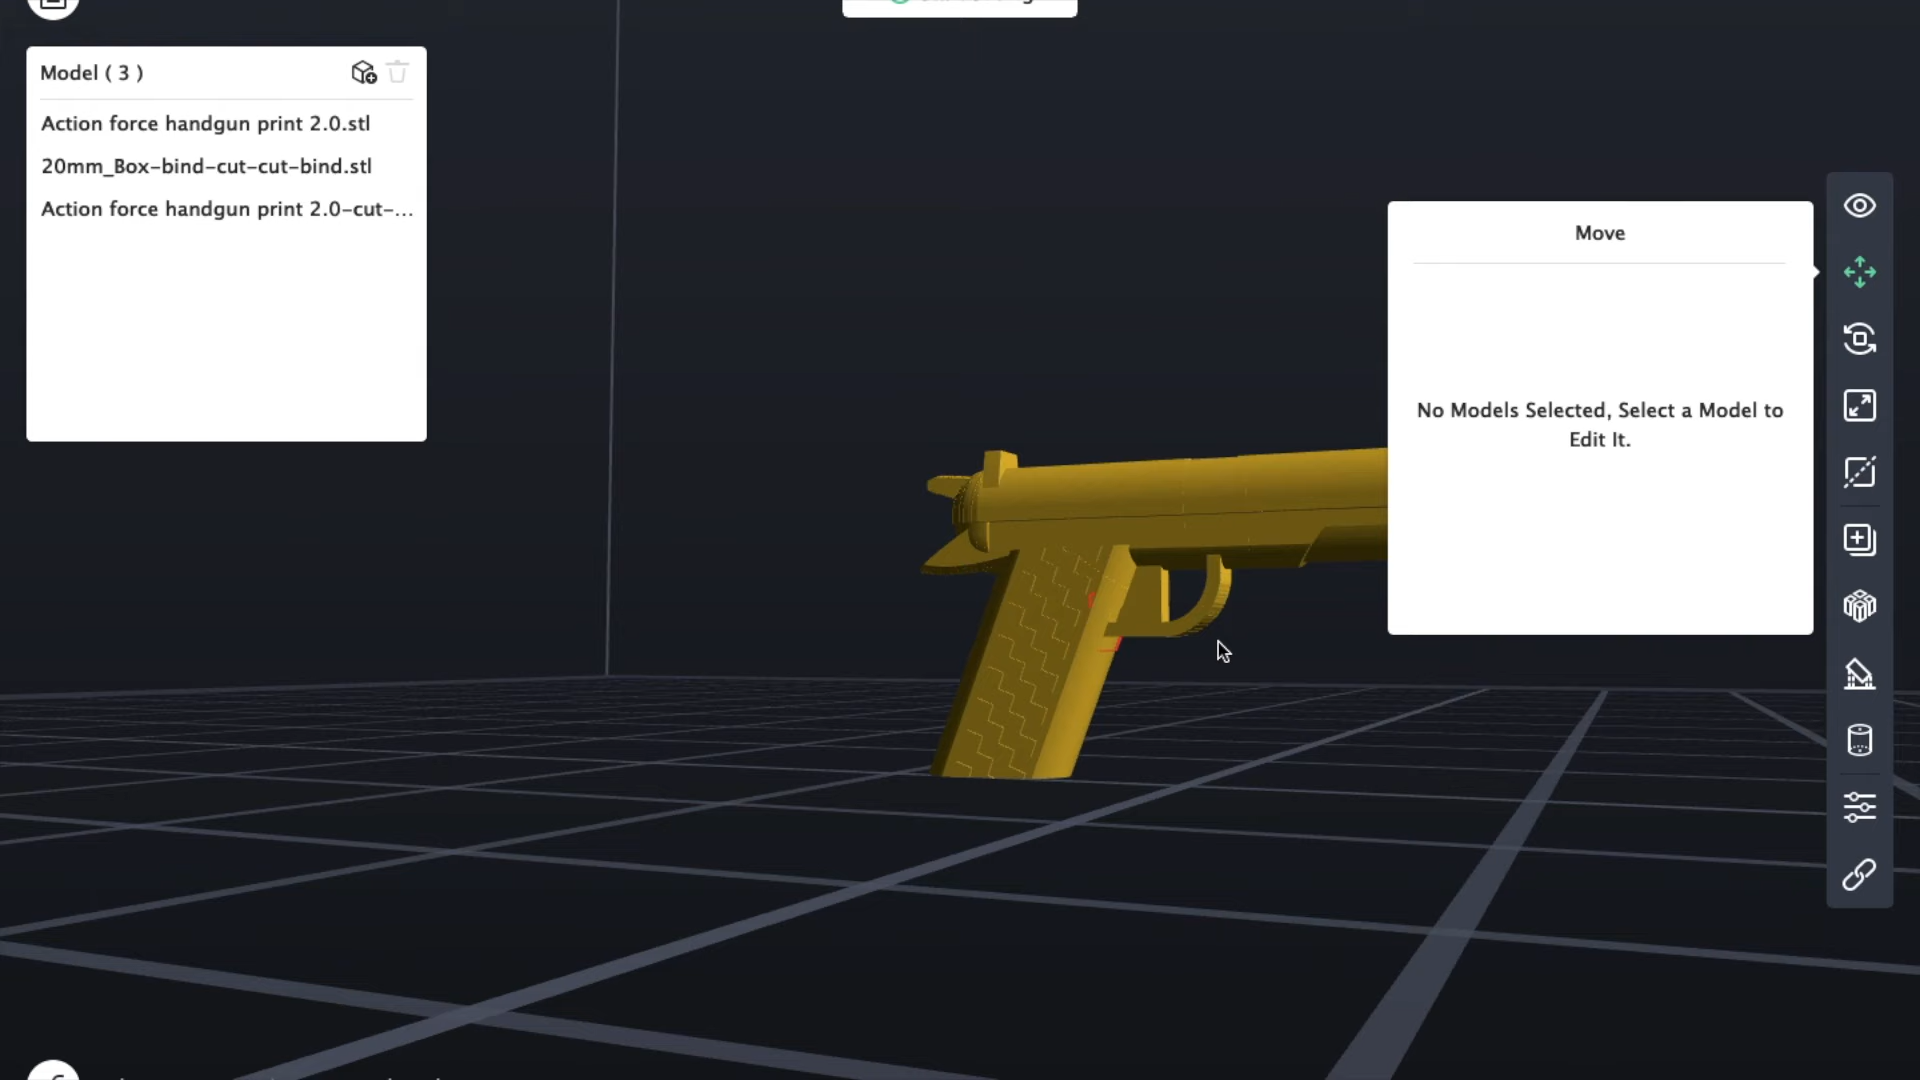 Model ( 3 )
Action force handgun print 2.0.stl
20mm_Box-bind-cut-cut-bind.stl
Action force handgun print 2.0-cut-...
Move
No Models Selected, Select a Model to
Edit It.